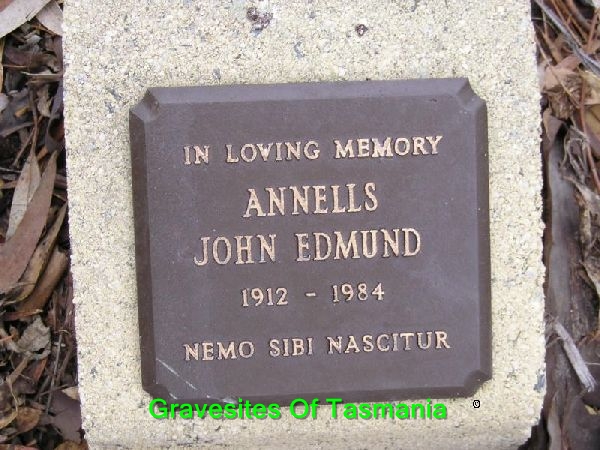 IN LOVING MEMORY
ANNELLS
JOHN EDMUND
1912 - 1984
NEMO SIBI NASCITUR
Gravesites Of Tasmania ©